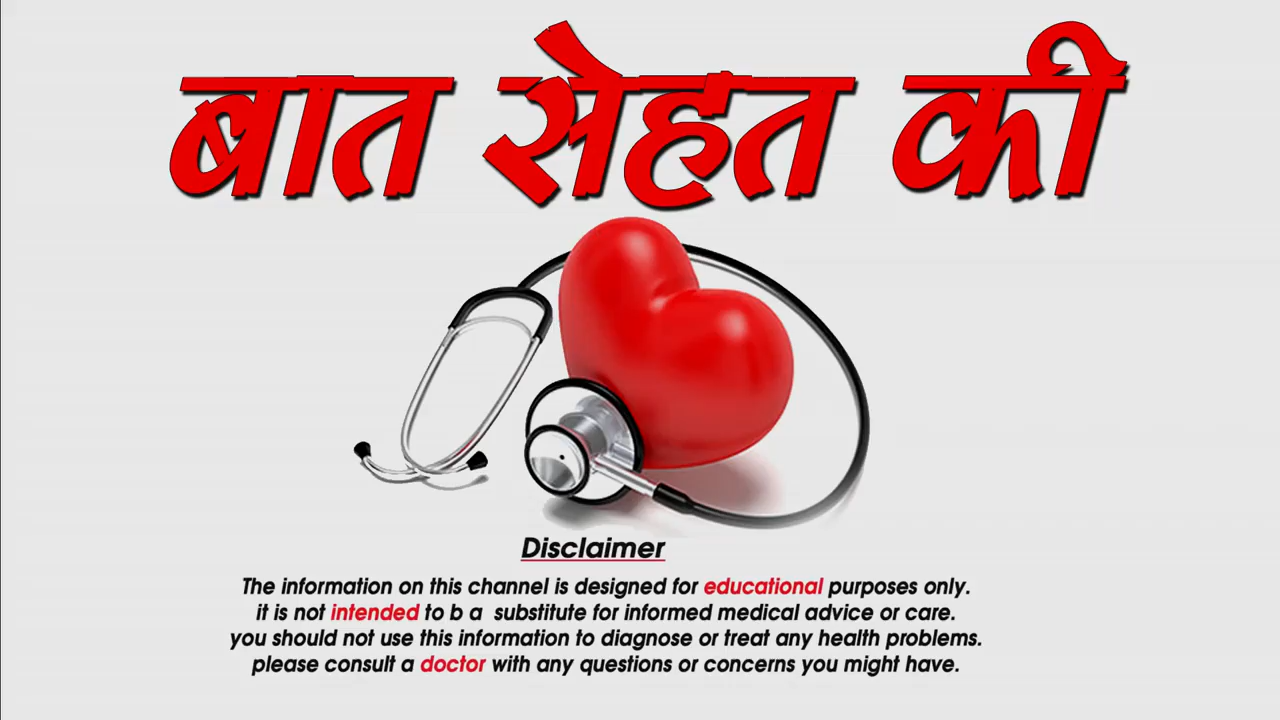 बात सेहत की
Disclaimer
The information on this channel is designed for educational purposes only.
it is not intended to b a substitute for informed medical advice or care.
you should not use this information to diagnose or treat any health problems.
please consult a doctor with any questions or concerns you might have.